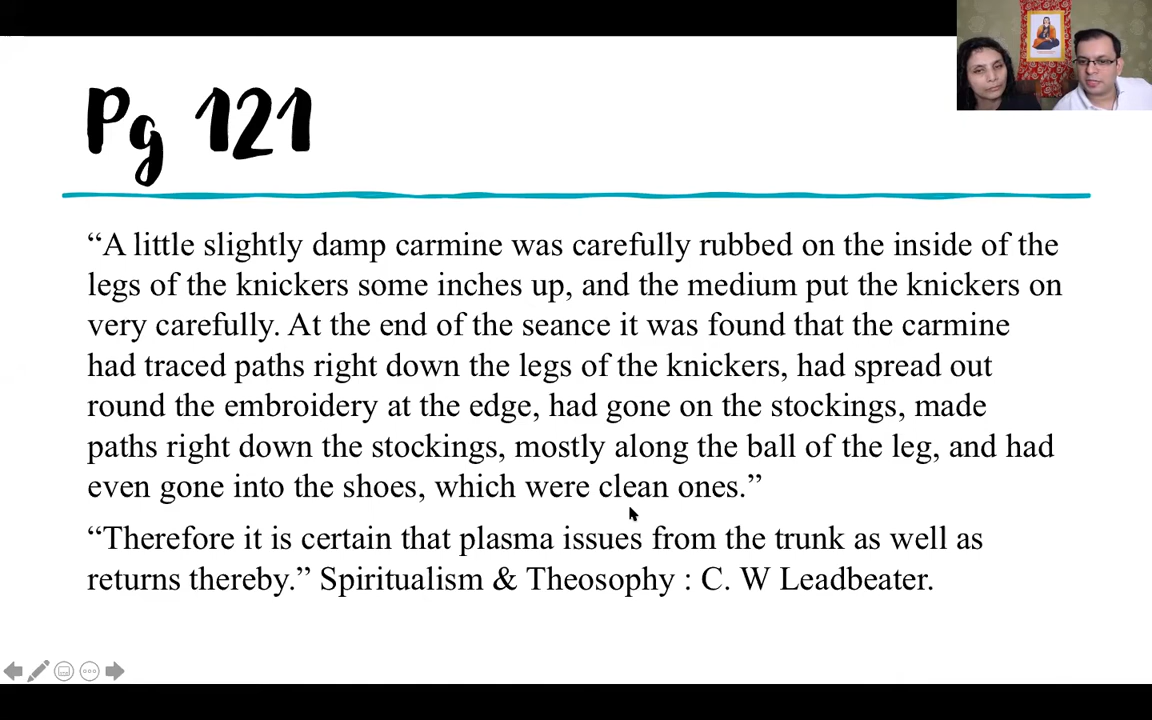 Pg 121
“A little slightly damp carmine was carefully rubbed on the inside of the
legs of the knickers some inches up, and the medium put the knickers on
very carefully. At the end of the seance it was found that the carmine
had traced paths right down the legs of the knickers, had spread out
round the embroidery at the edge, had gone on the stockings, made
paths right down the stockings, mostly along the ball of the leg, and had
even gone into the shoes, which were clean ones.”
“Therefore it is certain that plasma issues from the trunk as well as
returns thereby.” Spiritualism & Theosophy : C. W Leadbeater.